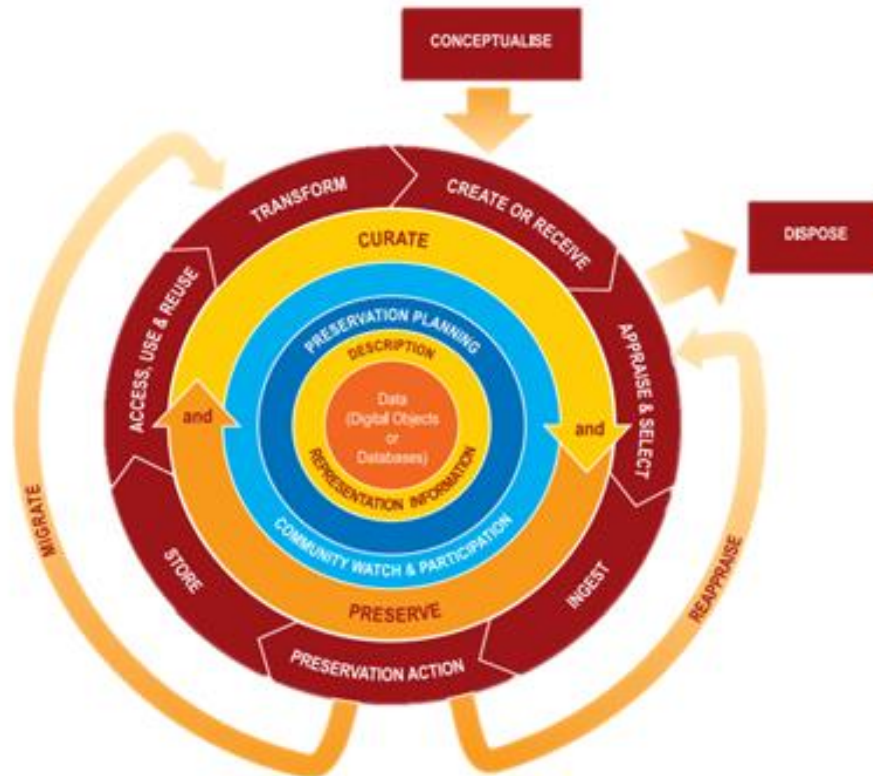 CONCEPTUALISE
TRANSFORM
CREATE OR RECEIVE
DISPOSE
CURATE
ACCESS, USE & REUSE
PRESERVATION PLANNING
DESCRIPTION
APPRAISE & SELECT
Data
(Digital Objects
or
Databases)
and
and
REPRESENTATION INFORMATION
COMMUNITY WATCH & PARTICIPATION
MIGRATE
STORE
INGEST
REAPPRAISE
PRESERVE
PRESERVATION ACTION